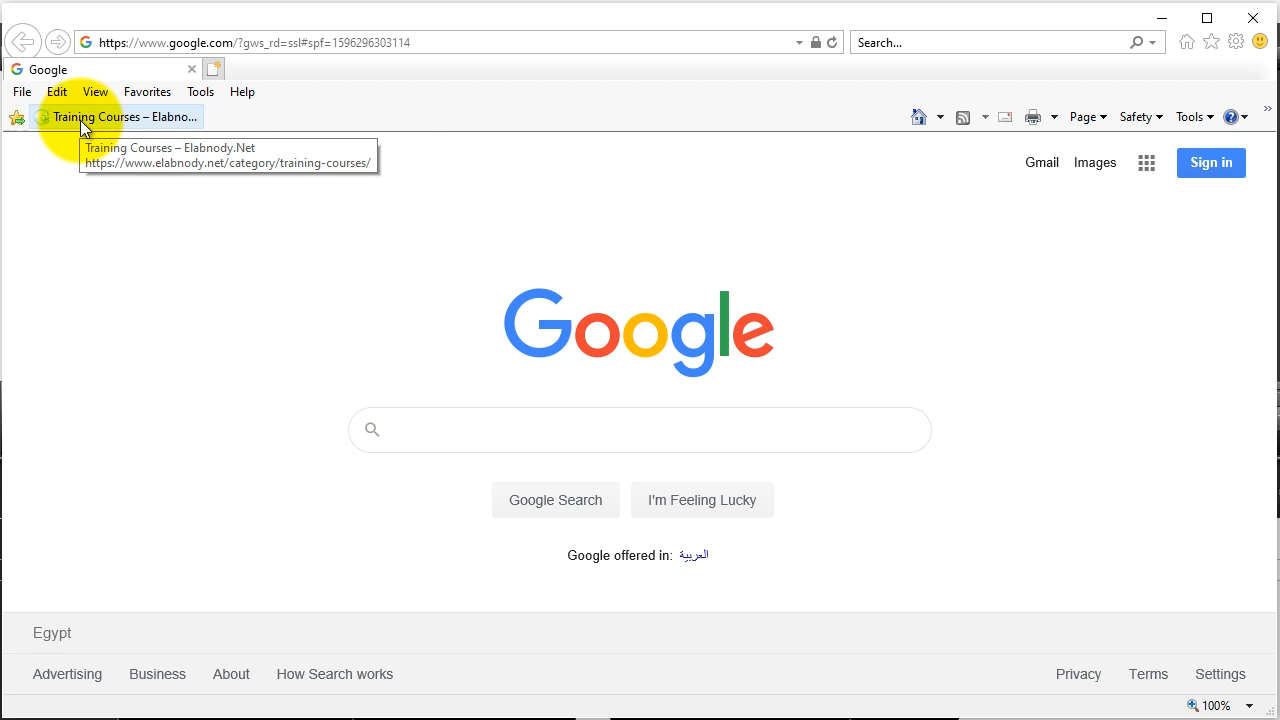 https://www.google.com/?gws_rd=ssl#spf=1596296303114
Search...
Google
File Edit View Favorites Tools Help
Training Courses – Elabno...
Page Safety Tools
Training Courses – Elabnody.Net
https://www.elabnody.net/category/training-courses/
Gmail Images Sign in
Google
Google Search I'm Feeling Lucky
Google offered in: العربية
Egypt
Advertising Business About How Search works Privacy Terms Settings
100%